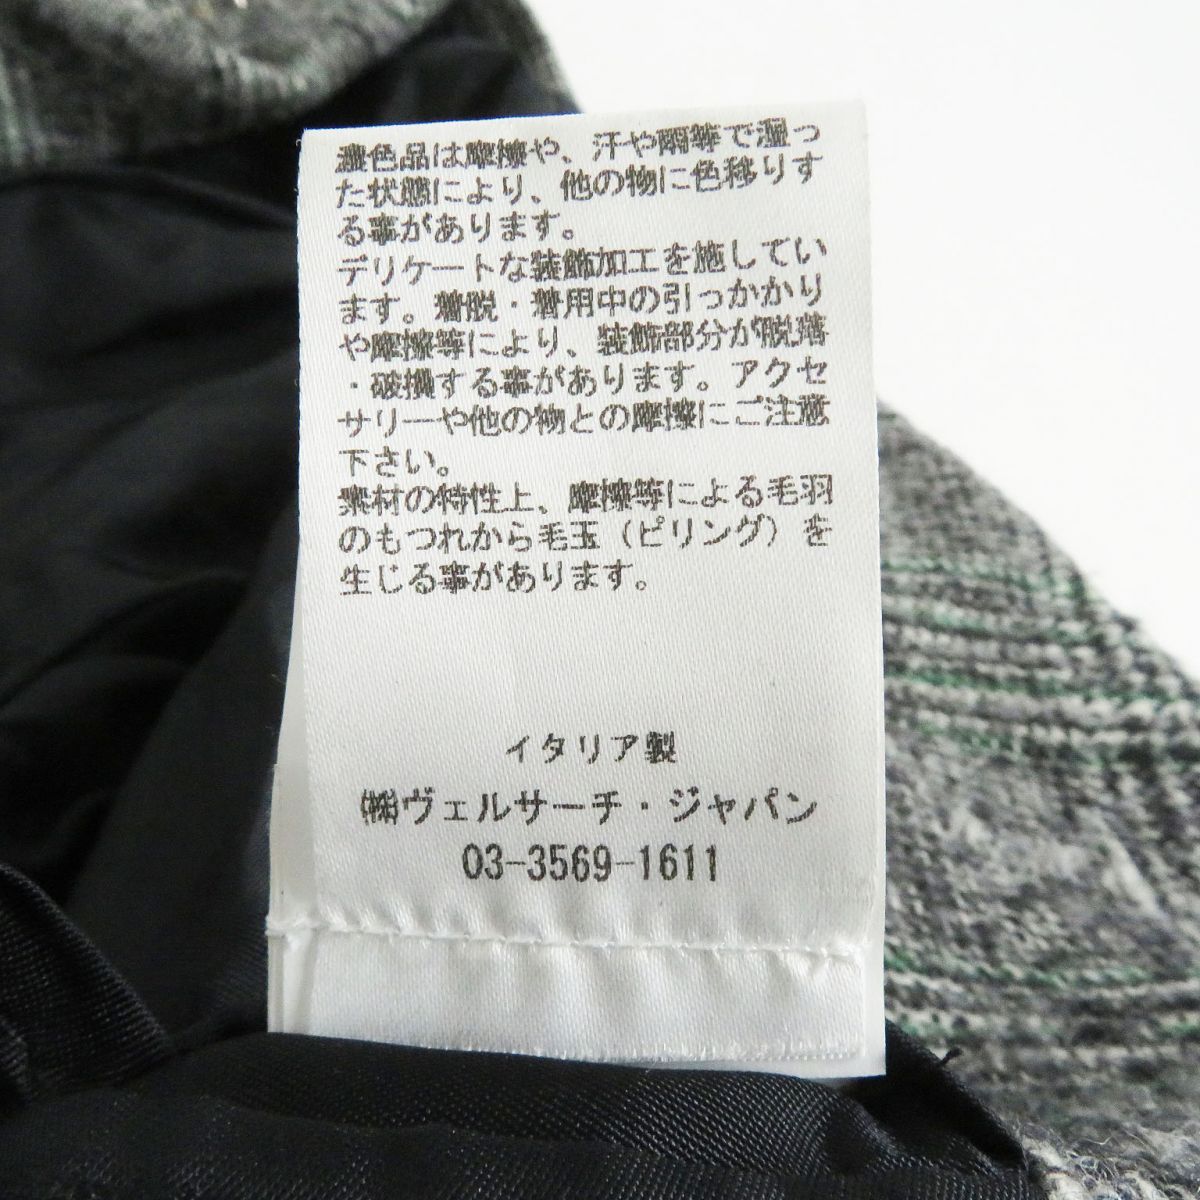 濃色品は摩擦や、汗や雨等で湿っ
た状態により、他の物に色移りす
る事があります。
デリケートな装飾加工を施してい
ます。着脱・着用中の引っかかり
や摩擦等により、装飾部分が脱落
・破損する事があります。アクセ
サリーや他の物との摩擦にご注意
下さい。
素材の特性上、摩擦等による毛羽
のもつれから毛玉（ピリング）を
生じる事があります。
イタリア製
㈱ヴェルサーチ・ジャパン
03-3569-1611